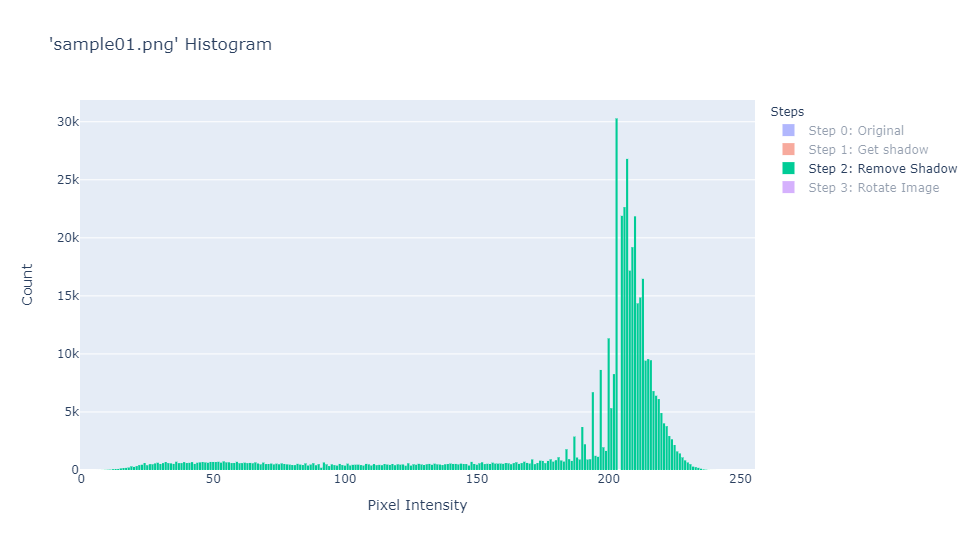 'sample01.png' Histogram
Steps
Step 0: Original
Step 1: Get shadow
Step 2: Remove Shadow
Step 3: Rotate Image
30k
25k
20k
15k
10k
5k
0
Count
0 50 100 150 200 250
Pixel Intensity